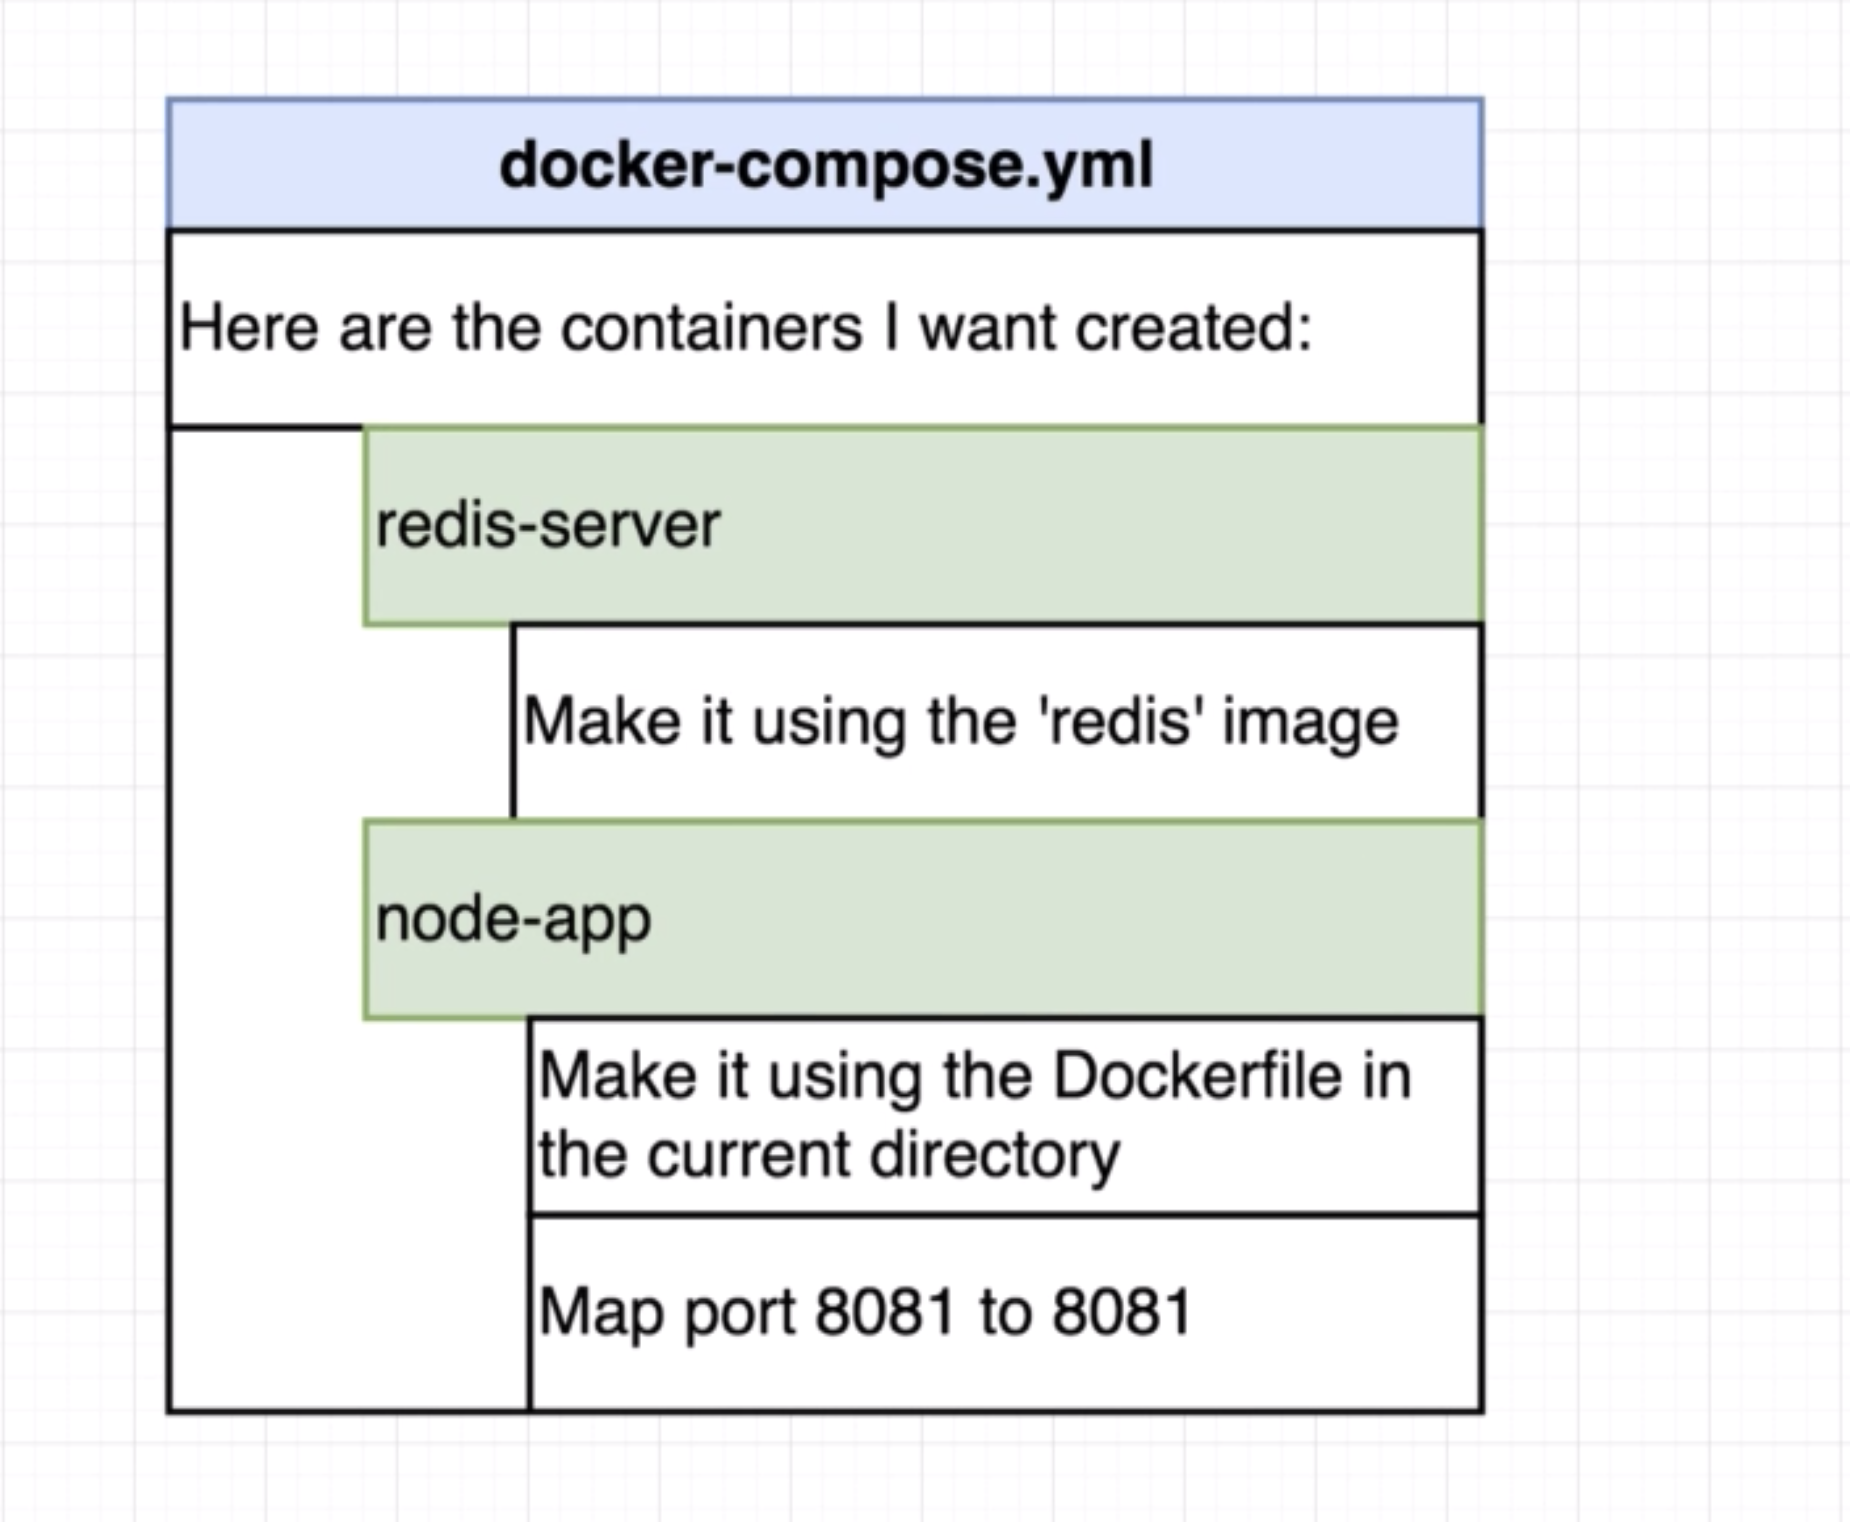 docker-compose.yml
Here are the containers I want created:
redis-server
Make it using the 'redis' image
node-app
Make it using the Dockerfile in
the current directory
Map port 8081 to 8081